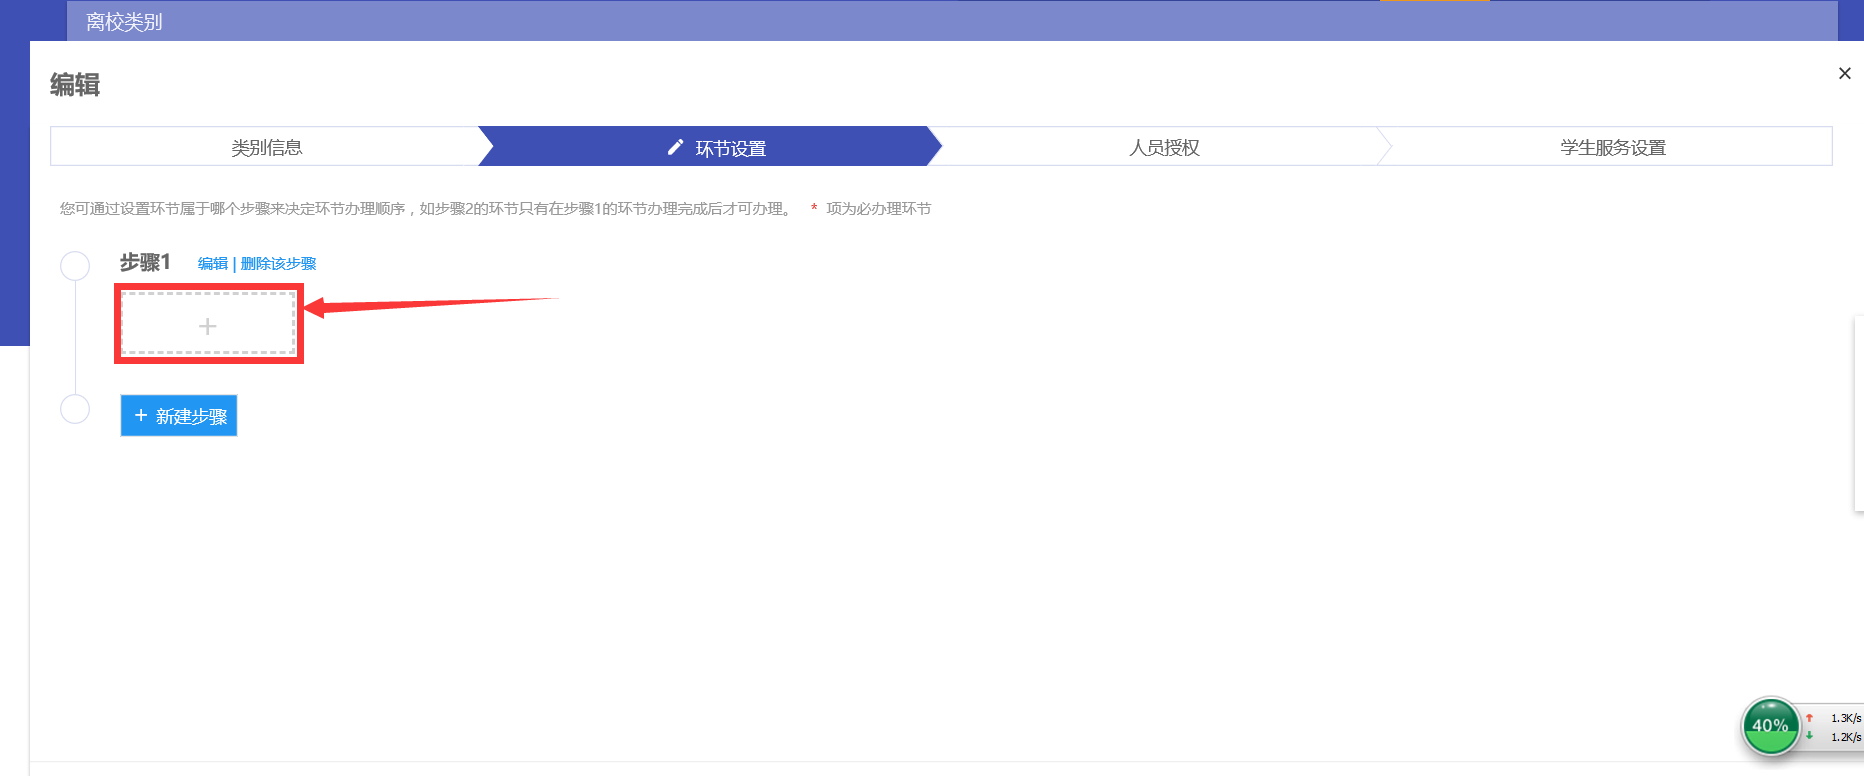 离校类别
编辑
类别信息
环节设置
人员授权
学生服务设置
您可通过设置环节属于哪个步骤来决定环节办理顺序，如步骤2的环节只有在步骤1的环节办理完成后才可办理。 * 项为必办理环节
步骤1 编辑 | 删除该步骤
+
+ 新建步骤
40%
1.3K/s
1.2K/s